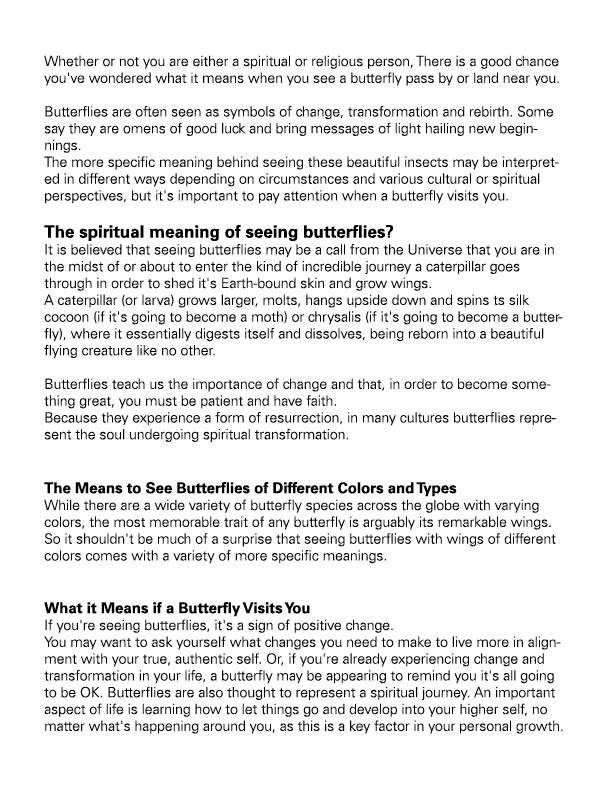 Whether or not you are either a spiritual or religious person, There is a good chance
you've wondered what it means when you see a butterfly pass by or land near you.
Butterflies are often seen as symbols of change, transformation and rebirth. Some
say they are omens of good luck and bring messages of light hailing new begin-
nings.
The more specific meaning behind seeing these beautiful insects may be interpret-
ed in different ways depending on circumstances and various cultural or spiritual
perspectives, but it's important to pay attention when a butterfly visits you.
The spiritual meaning of seeing butterflies?
It is believed that seeing butterflies may be a call from the Universe that you are in
the midst of or about to enter the kind of incredible journey a caterpillar goes
through in order to shed it's Earth-bound skin and grow wings.
A caterpillar (or larva) grows larger, molts, hangs upside down and spins ts silk
cocoon (if it's going to become a moth) or chrysalis (if it's going to become a butter-
fly), where it essentially digests itself and dissolves, being reborn into a beautiful
flying creature like no other.
Butterflies teach us the importance of change and that, in order to become some-
thing great, you must be patient and have faith.
Because they experience a form of resurrection, in many cultures butterflies repre-
sent the soul undergoing spiritual transformation.
The Means to See Butterflies of Different Colors and Types
While there are a wide variety of butterfly species across the globe with varying
colors, the most memorable trait of any butterfly is arguably its remarkable wings.
So it shouldn't be much of a surprise that seeing butterflies with wings of different
colors comes with a variety of more specific meanings.
What it Means if a Butterfly Visits You
If you're seeing butterflies, it's a sign of positive change.
You may want to ask yourself what changes you need to make to live more in align-
ment with your true, authentic self. Or, if you're already experiencing change and
transformation in your life, a butterfly may be appearing to remind you it's all going
to be OK. Butterflies are also thought to represent a spiritual journey. An important
aspect of life is learning how to let things go and develop into your higher self, no
matter what's happening around you, as this is a key factor in your personal growth.